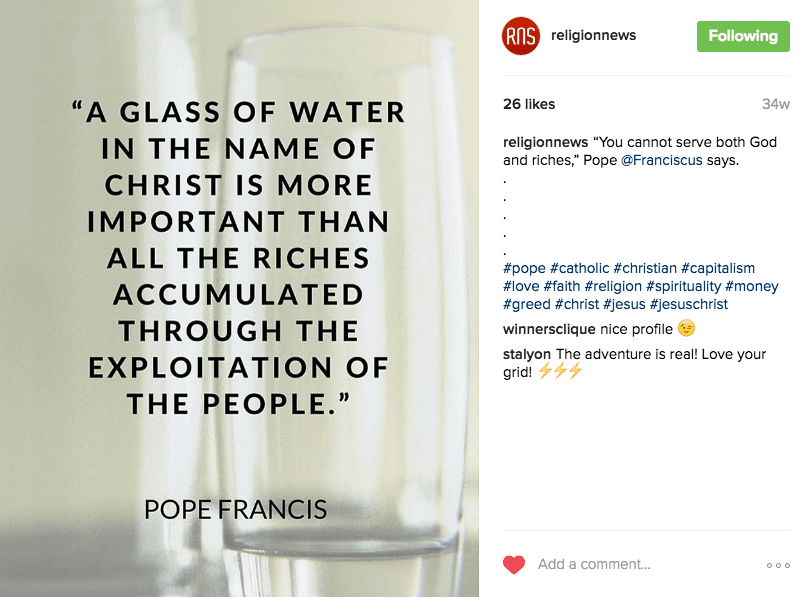 “A GLASS OF WATER
IN THE NAME OF
CHRIST IS MORE
IMPORTANT THAN
ALL THE RICHES
ACCUMULATED
THROUGH THE
EXPLOITATION OF
THE PEOPLE.”
POPE FRANCIS
RNS
religionnews
Following
26 likes
34w
religionnews “You cannot serve both God
and riches,” Pope @Franciscus says.
.
.
.
.
.
#pope #catholic #christian #capitalism
#love #faith #religion #spirituality #money
#greed #christ #jesus #jesuschrist
winnersclique nice profile 😉
stalyon The adventure is real! Love your
grid! ⚡⚡⚡
Add a comment...